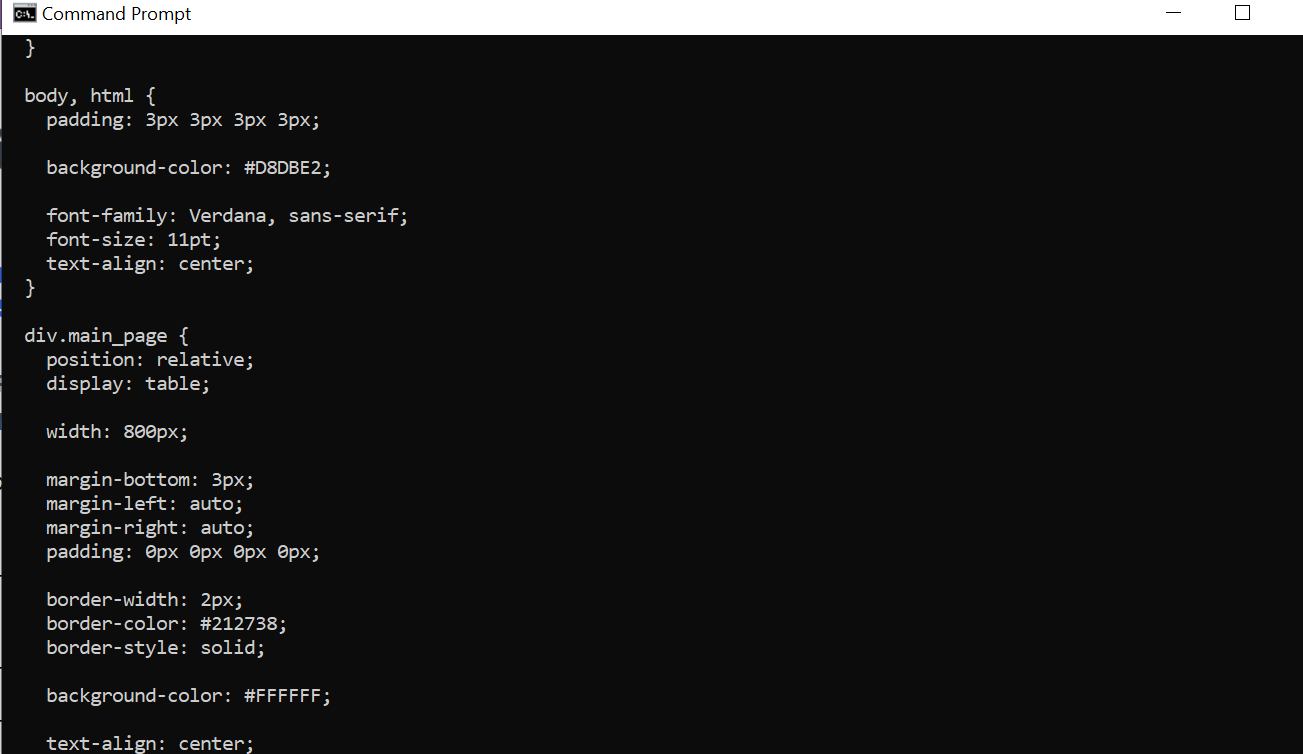 Command Prompt
}
body, html {
padding: 3px 3px 3px 3px;
background-color: #D8DBE2;
font-family: Verdana, sans-serif;
font-size: 11pt;
text-align: center;
}
div.main_page {
position: relative;
display: table;
width: 800px;
margin-bottom: 3px;
margin-left: auto;
margin-right: auto;
padding: 0px 0px 0px 0px;
border-width: 2px;
border-color: #212738;
border-style: solid;
background-color: #FFFFFF;
text-align: center;